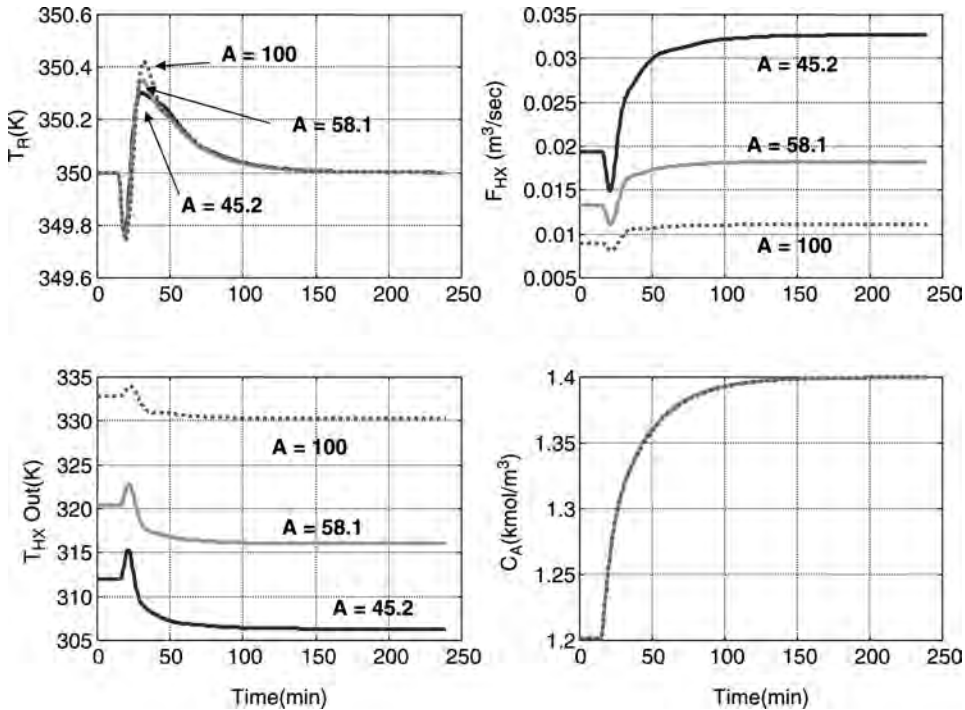 350.6
350.4
350.2
350
349.8
349.6
T_R(K)
A = 100
A = 58.1
A = 45.2
0 50 100 150 200 250
0.035
0.03
0.025
0.02
0.015
0.01
0.005
F_HX (m³/sec)
A = 45.2
A = 58.1
A = 100
0 50 100 150 200 250
335
330
325
320
315
310
305
T_HX Out(K)
A = 100
A = 58.1
A = 45.2
0 50 100 150 200 250
Time(min)
1.4
1.35
1.3
1.25
1.2
C_A(kmol/m³)
0 50 100 150 200 250
Time(min)